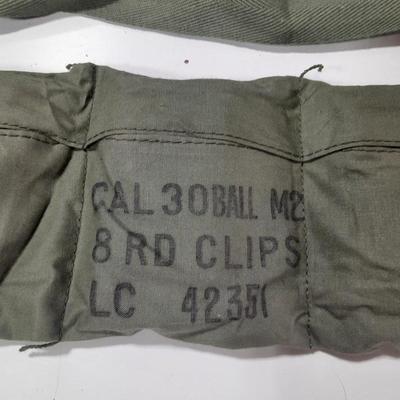 CAL 30 BALL M2
8 RD CLIPS
LC 42351